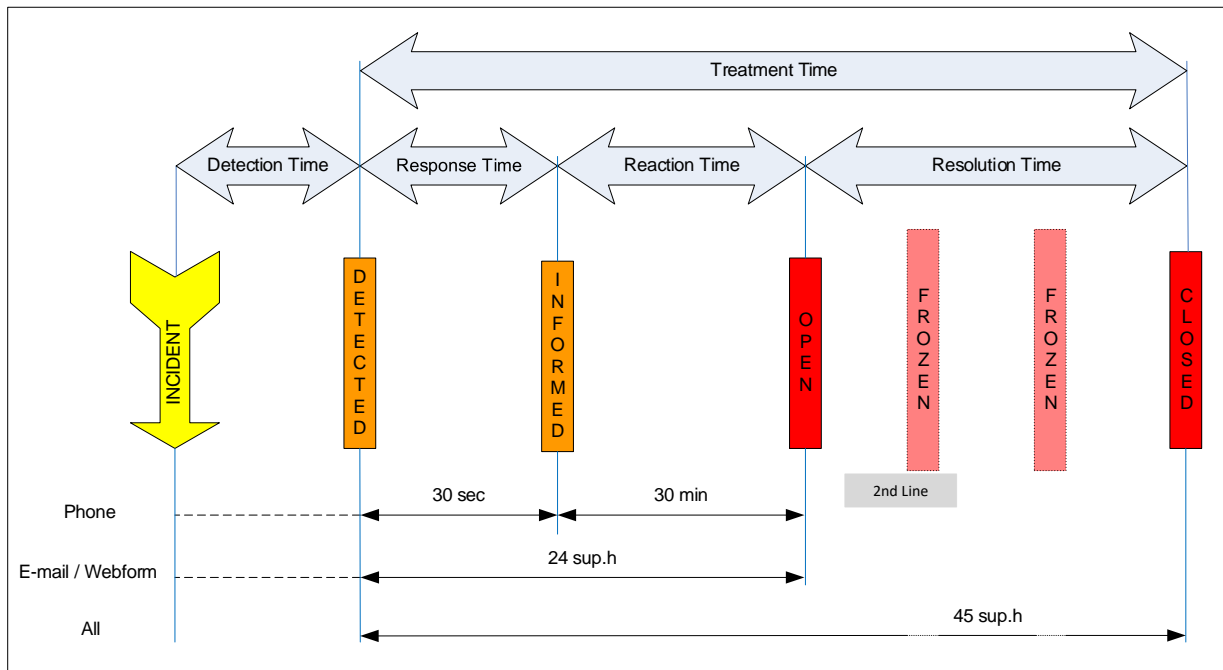 Treatment Time
Detection Time
Response Time
Reaction Time
Resolution Time
INCIDENT
DETECTED
INFORMED
OPEN
FROZEN
FROZEN
CLOSED
2nd Line
Phone
30 sec
30 min
E-mail / Webform
24 sup.h
All
45 sup.h